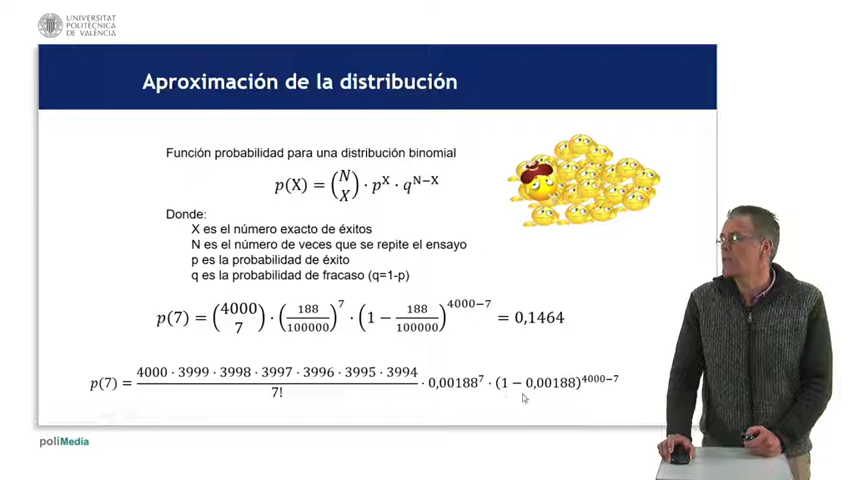 UNIVERSITAT
POLITÈCNICA
DE VALÈNCIA
Aproximación de la distribución
Función probabilidad para una distribución binomial
p(X) = (N X) · p^X · q^(N−X)
Donde:
X es el número exacto de éxitos
N es el número de veces que se repite el ensayo
p es la probabilidad de éxito
q es la probabilidad de fracaso (q=1-p)
p(7) = (4000 7) · (188/100000)^7 · (1 − 188/100000)^(4000−7) = 0,1464
p(7) = 4000 · 3999 · 3998 · 3997 · 3996 · 3995 · 3994 / 7! · 0,00188^7 · (1 − 0,00188)^(4000−7)
poliMedia